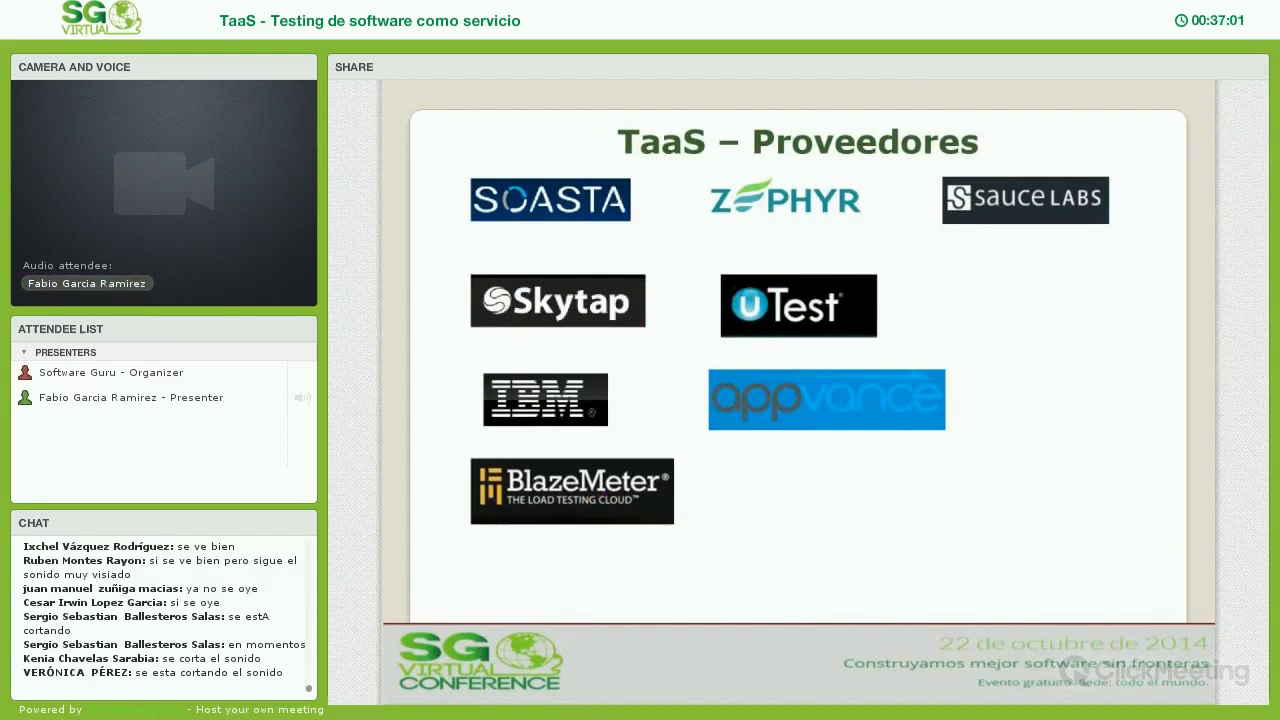 SG
VIRTUAL
TaaS - Testing de software como servicio
00:37:01
CAMERA AND VOICE
Audio attendee:
Fabio Garcia Ramirez
ATTENDEE LIST
PRESENTERS
Software Guru - Organizer
Fabio Garcia Ramirez - Presenter
CHAT
Ixchel Vázquez Rodríguez: se ve bien
Ruben Montes Rayon: si se ve bien pero sigue el
sonido muy visiado
juan manuel zuñiga macias: ya no se oye
Cesar Irwin Lopez Garcia: si se oye
Sergio Sebastian Ballesteros Salas: se estA
cortando
Sergio Sebastian Ballesteros Salas: en momentos
Kenia Chavelas Sarabia: se corta el sonido
VERÓNICA PÉREZ: se esta cortando el sonido
Powered by ClickMeeting.com - Host your own meeting
SHARE
TaaS – Proveedores
SOASTA
ZEPHYR
SAUCE LABS
Skytap
uTest
IBM®
appvance
BlazeMeter®
THE LOAD TESTING CLOUD™
SG
VIRTUAL
CONFERENCE
22 de octubre de 2014
Construyamos mejor software sin fronteras
Evento gratuito Sede: todo el mundo.
ClickMeeting